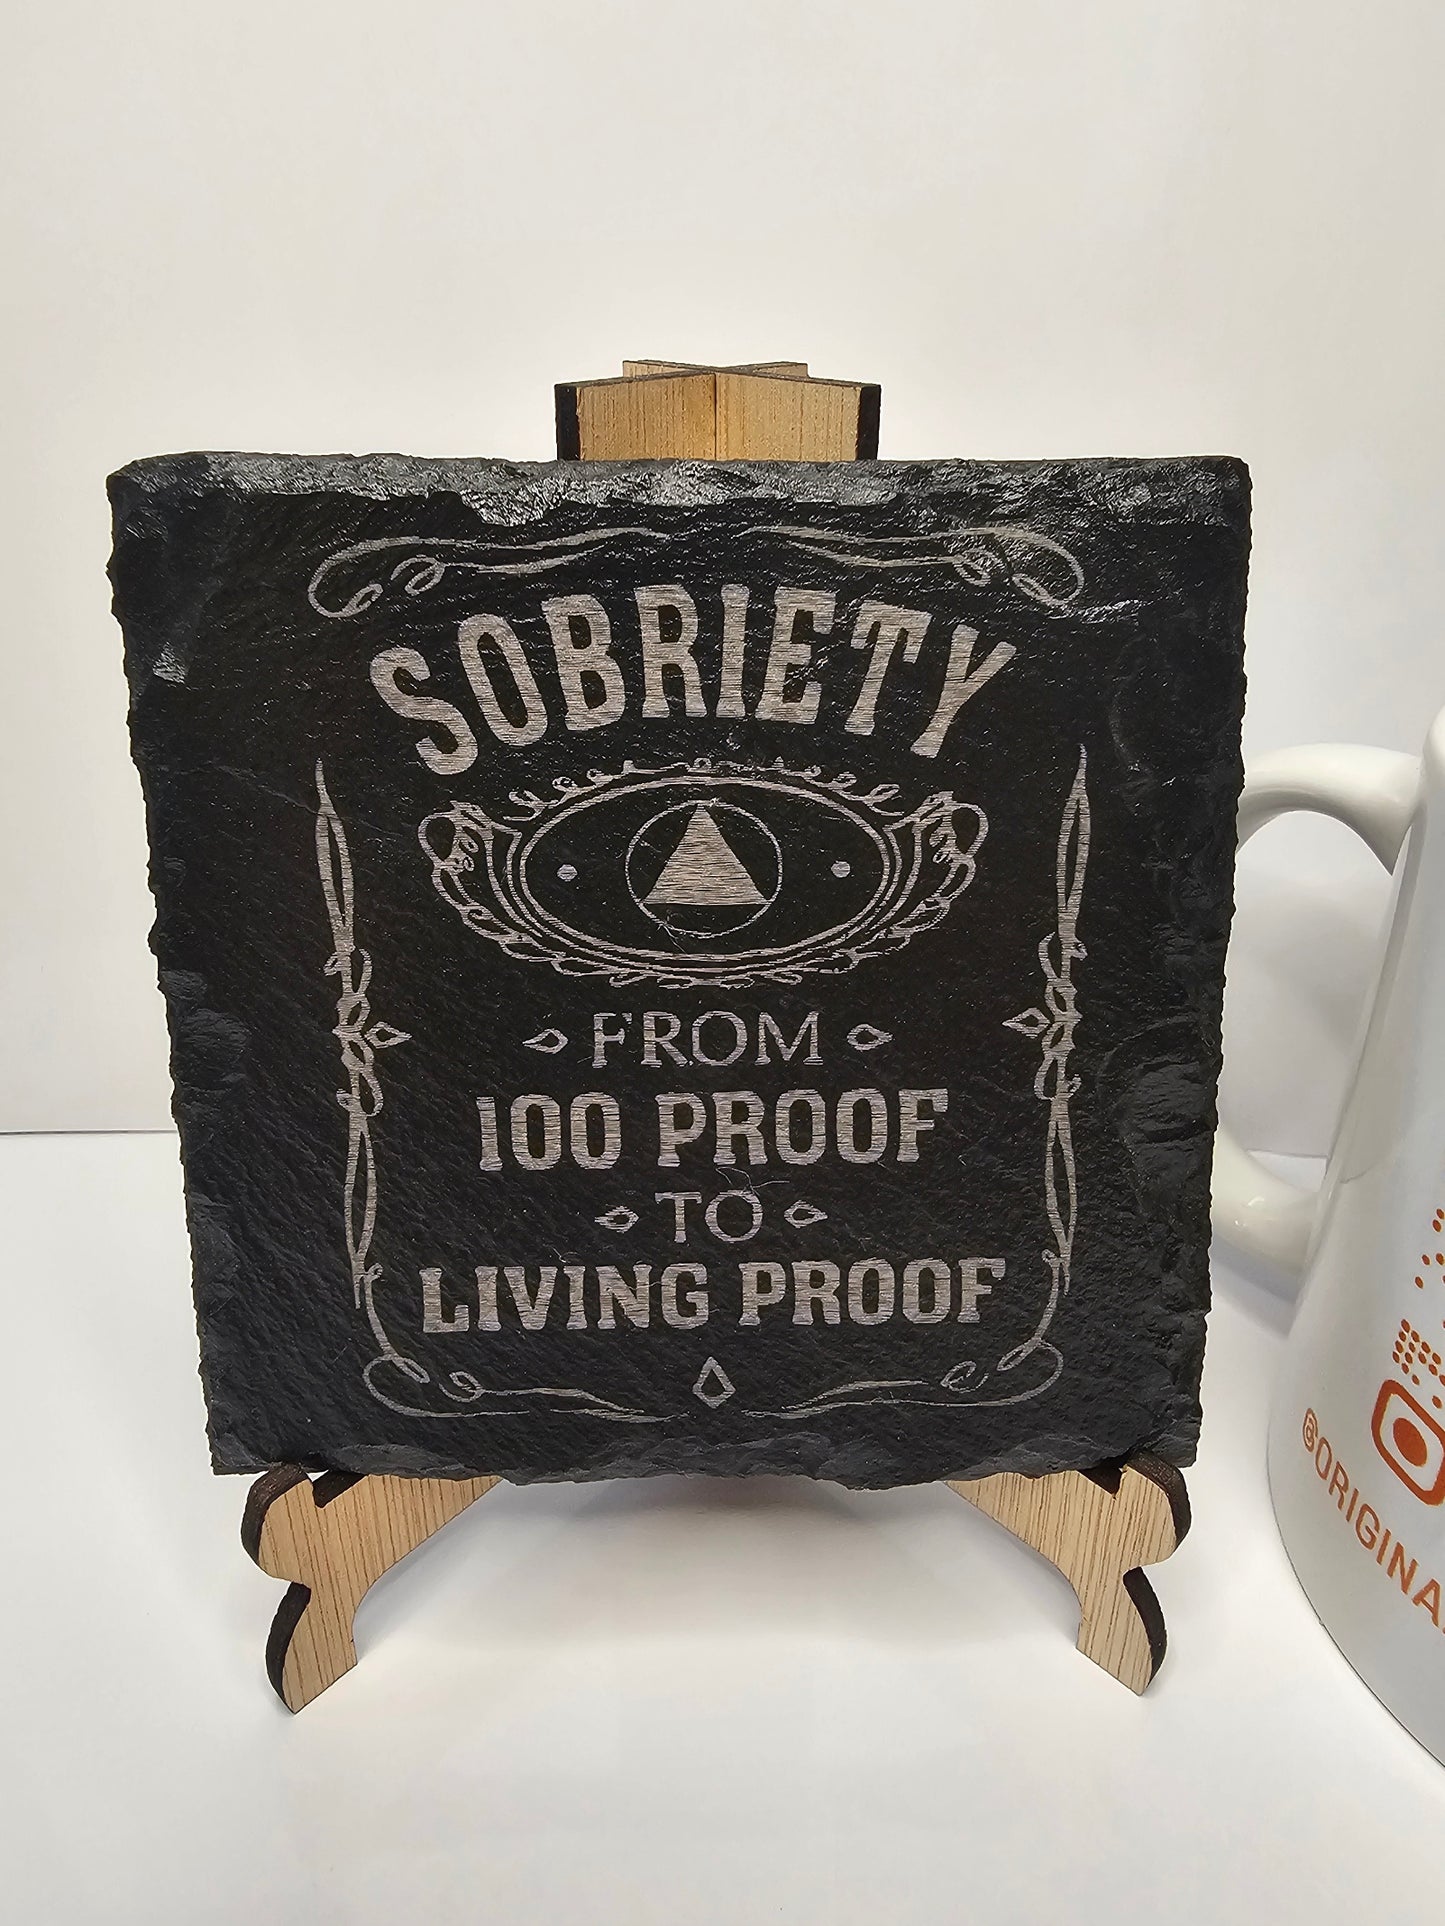 SOBRIETY
FROM
100 PROOF
TO
LIVING PROOF